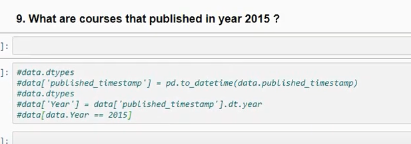 9. What are courses that published in year 2015 ?
]:
]: #data.dtypes
#data['published_timestamp'] = pd.to_datetime(data.published_timestamp)
#data.dtypes
#data['Year'] = data['published_timestamp'].dt.year
#data[data.Year == 2015]
]: